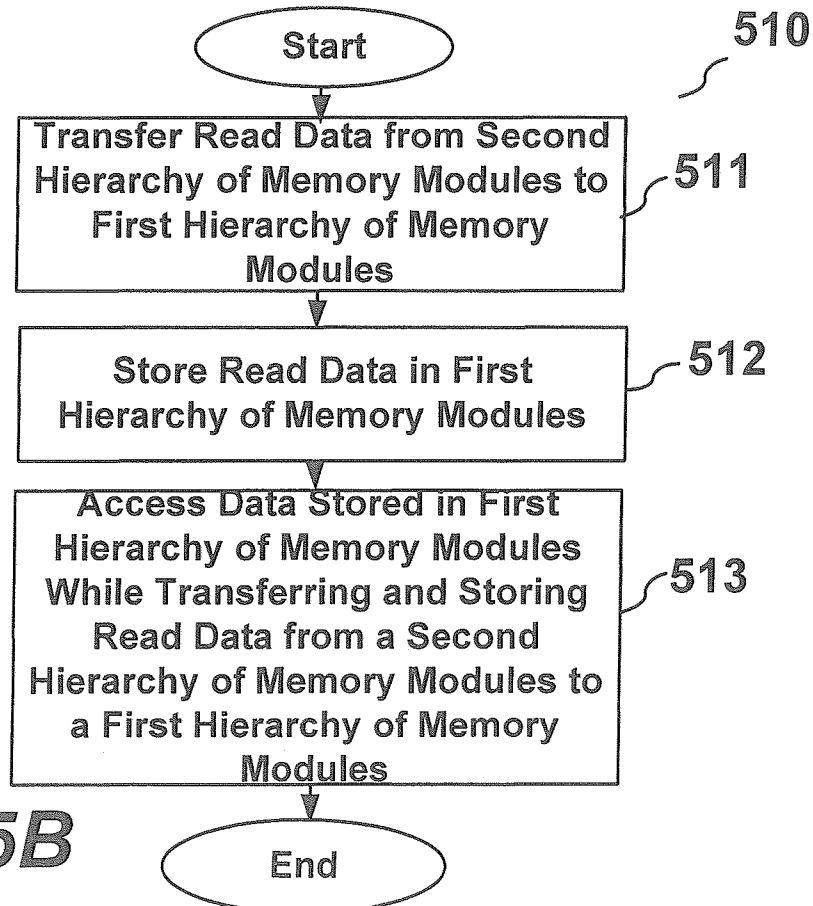 Start
510
Transfer Read Data from Second
Hierarchy of Memory Modules to
First Hierarchy of Memory
Modules
511
Store Read Data in First
Hierarchy of Memory Modules
512
Access Data Stored in First
Hierarchy of Memory Modules
While Transferring and Storing
Read Data from a Second
Hierarchy of Memory Modules to
a First Hierarchy of Memory
Modules
513
5B
End